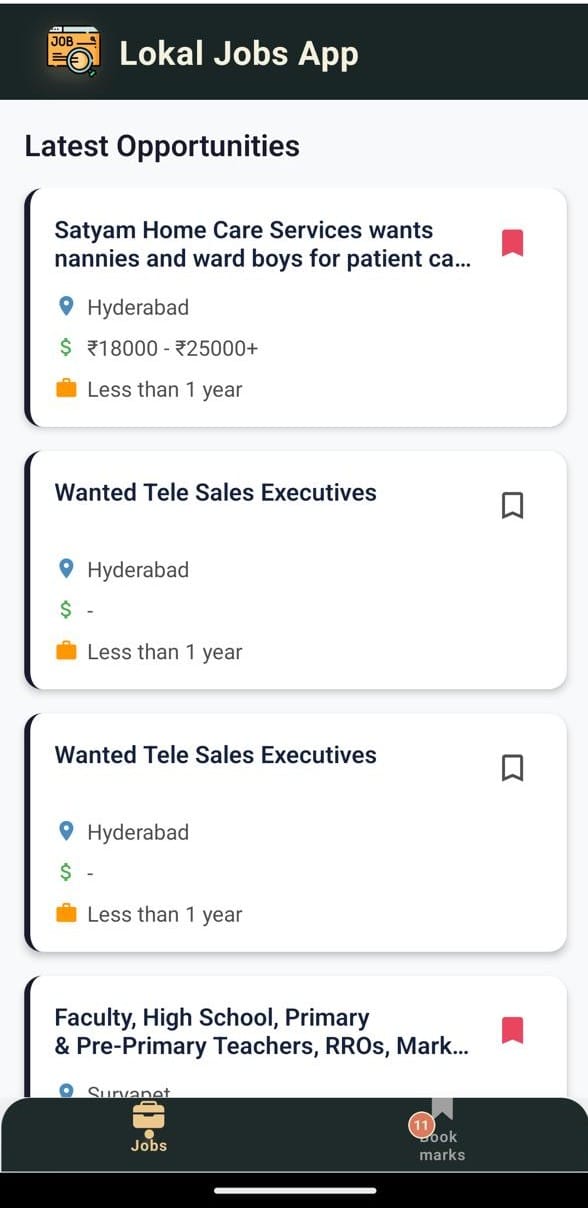 JOB
Lokal Jobs App
Latest Opportunities
Satyam Home Care Services wants
nannies and ward boys for patient ca...
Hyderabad
$ ₹18000 - ₹25000+
Less than 1 year
Wanted Tele Sales Executives
Hyderabad
$ -
Less than 1 year
Wanted Tele Sales Executives
Hyderabad
$ -
Less than 1 year
Faculty, High School, Primary
& Pre-Primary Teachers, RROs, Mark...
Suryapet
Jobs
11
Book
marks